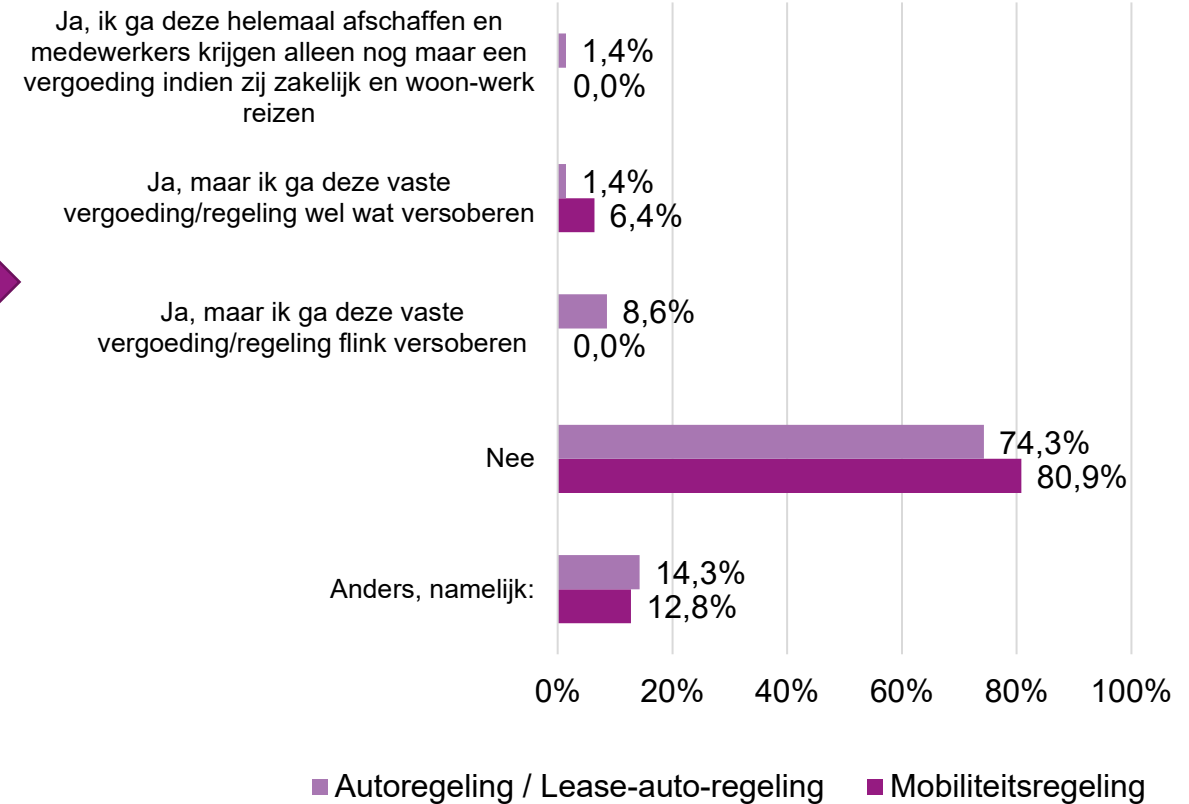 Ja, ik ga deze helemaal afschaffen en
medewerkers krijgen alleen nog maar een
vergoeding indien zij zakelijk en woon-werk
reizen
1,4%
0,0%
Ja, maar ik ga deze vaste
vergoeding/regeling wel wat versoberen
1,4%
6,4%
Ja, maar ik ga deze vaste
vergoeding/regeling flink versoberen
8,6%
0,0%
Nee
74,3%
80,9%
Anders, namelijk:
14,3%
12,8%
0% 20% 40% 60% 80% 100%
Autoregeling / Lease-auto-regeling Mobiliteitsregeling